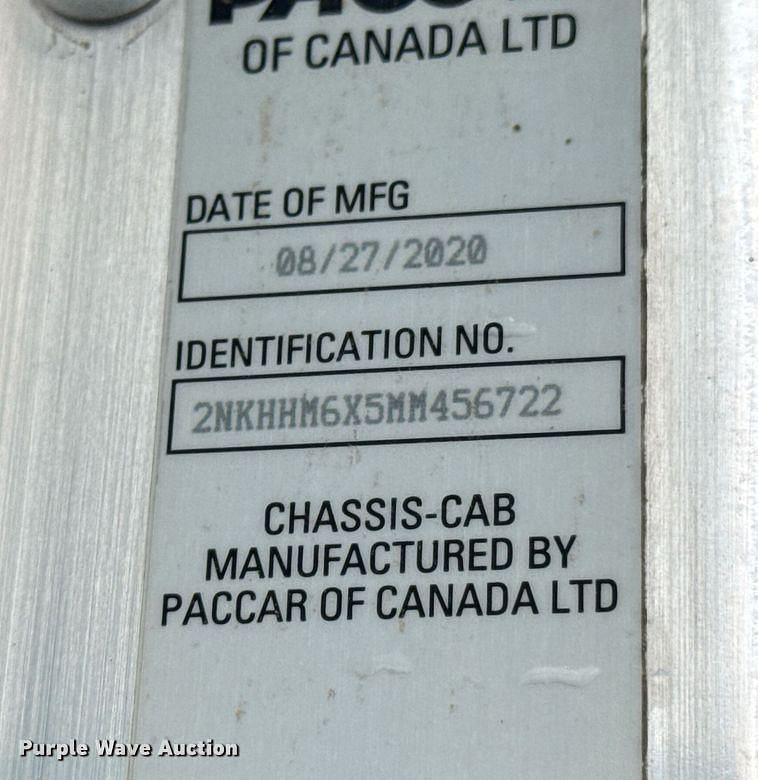 OF CANADA LTD
DATE OF MFG
08/27/2020
IDENTIFICATION NO.
2NKHHM6X5MM456722
CHASSIS-CAB
MANUFACTURED BY
PACCAR OF CANADA LTD
Purple Wave Auction